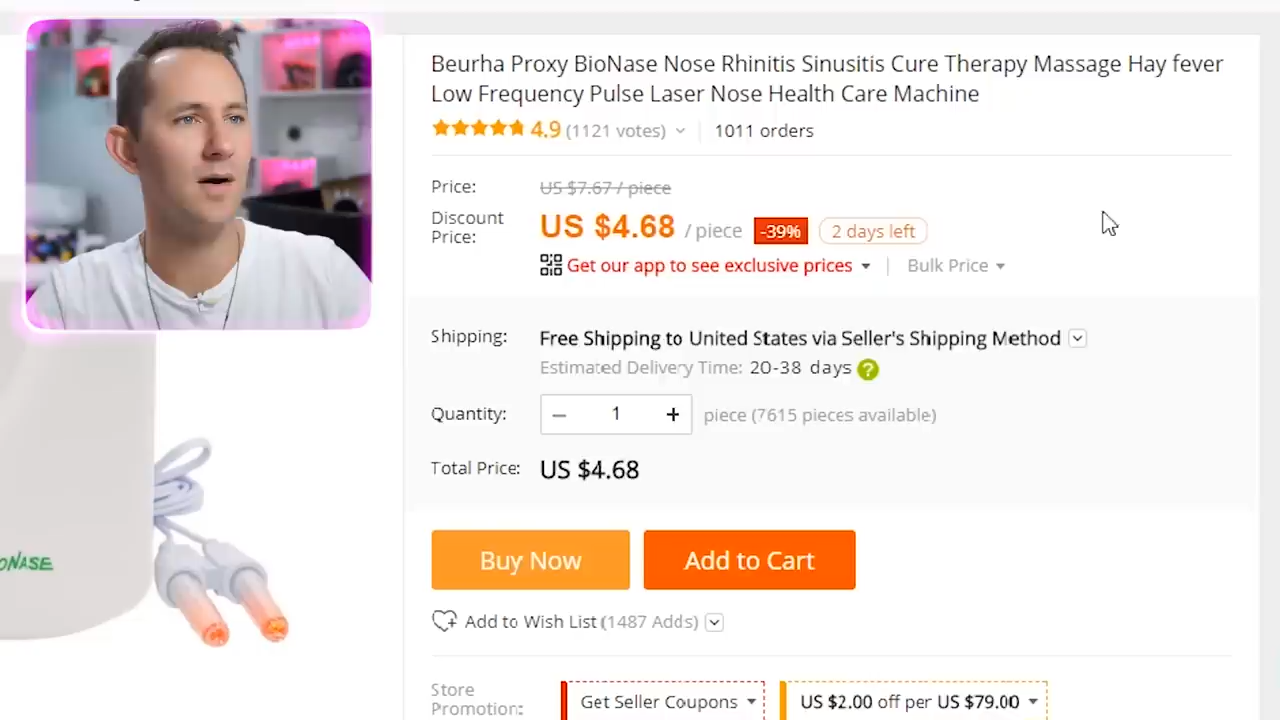 Beurha Proxy BioNase Nose Rhinitis Sinusitis Cure Therapy Massage Hay fever
Low Frequency Pulse Laser Nose Health Care Machine
4.9 (1121 votes) 1011 orders
Price: US $7.67 / piece
Discount
Price: US $4.68 / piece -39% 2 days left
Get our app to see exclusive prices Bulk Price
Shipping: Free Shipping to United States via Seller's Shipping Method
Estimated Delivery Time: 20-38 days ?
Quantity: – 1 + piece (7615 pieces available)
Total Price: US $4.68
Buy Now Add to Cart
ONASE
Add to Wish List (1487 Adds)
Store
Promotion: Get Seller Coupons US $2.00 off per US $79.00